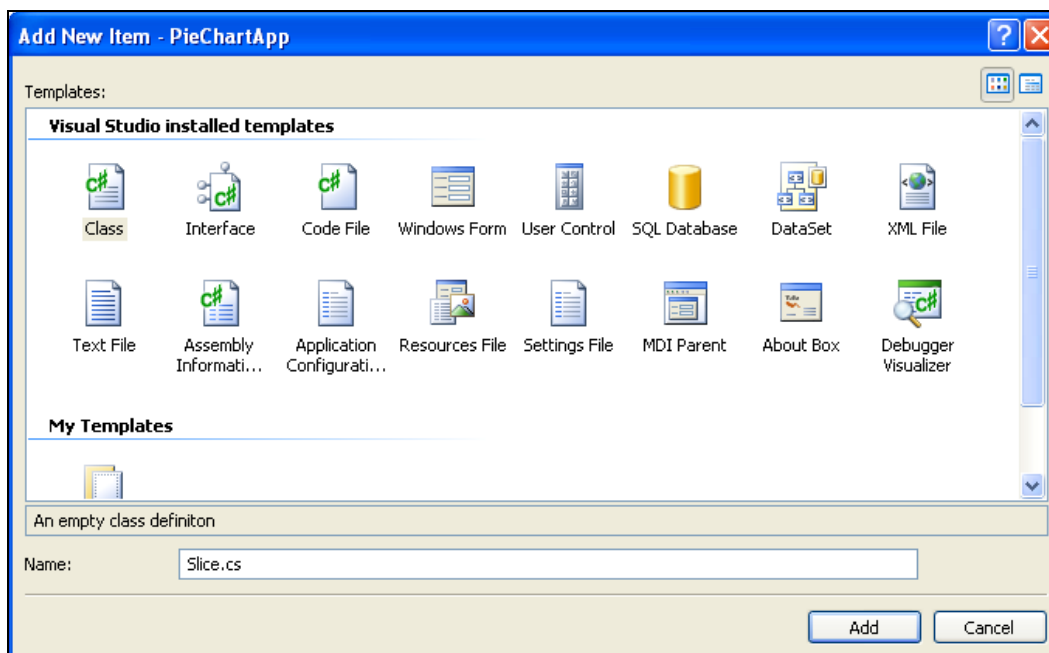 Add New Item - PieChartApp
Templates:
Visual Studio installed templates
Class Interface Code File Windows Form User Control SQL Database DataSet XML File
Text File Assembly Informati... Application Configurati... Resources File Settings File MDI Parent About Box Debugger Visualizer
My Templates
An empty class definiton
Name: Slice.cs
Add Cancel